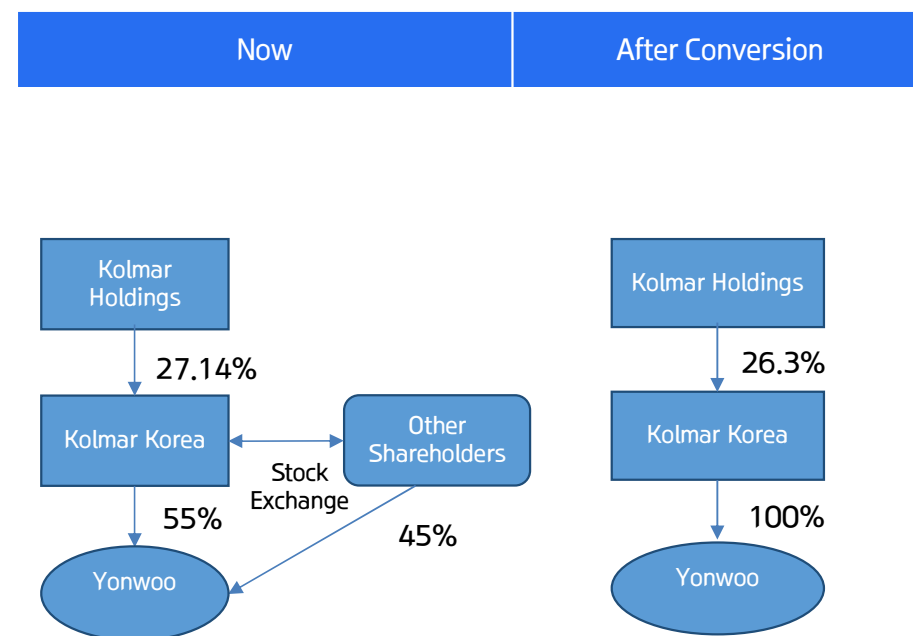 Now
After Conversion
Kolmar
Holdings
27.14%
Kolmar Korea
Other
Shareholders
Stock
Exchange
55%
45%
Yonwoo
Kolmar Holdings
26.3%
Kolmar Korea
100%
Yonwoo